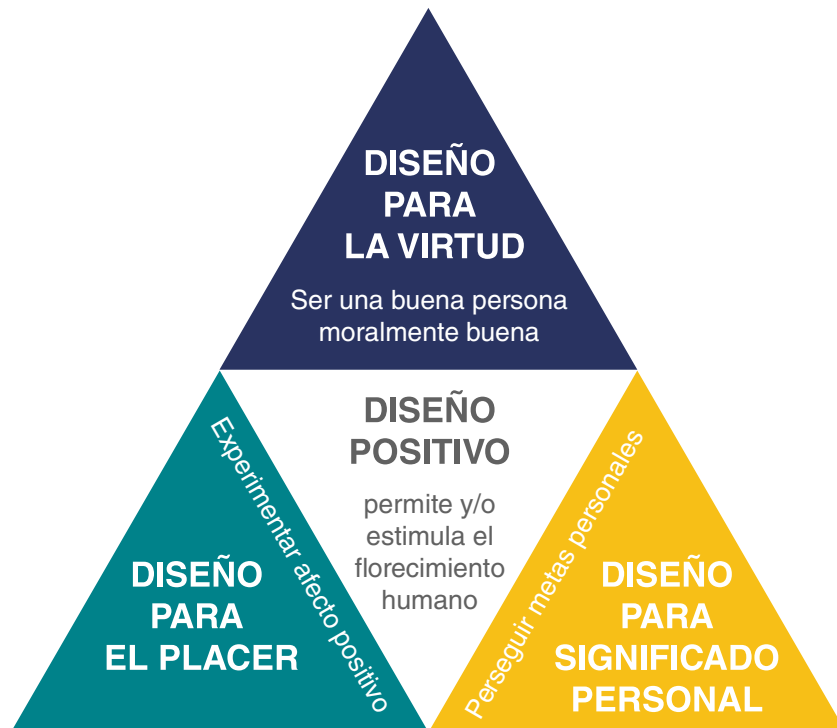 DISEÑO
PARA
LA VIRTUD
Ser una buena persona
moralmente buena
DISEÑO
POSITIVO
permite y/o
estimula el
florecimiento
humano
Experimentar afecto positivo
DISEÑO
PARA
EL PLACER
Perseguir metas personales
DISEÑO
PARA
SIGNIFICADO
PERSONAL